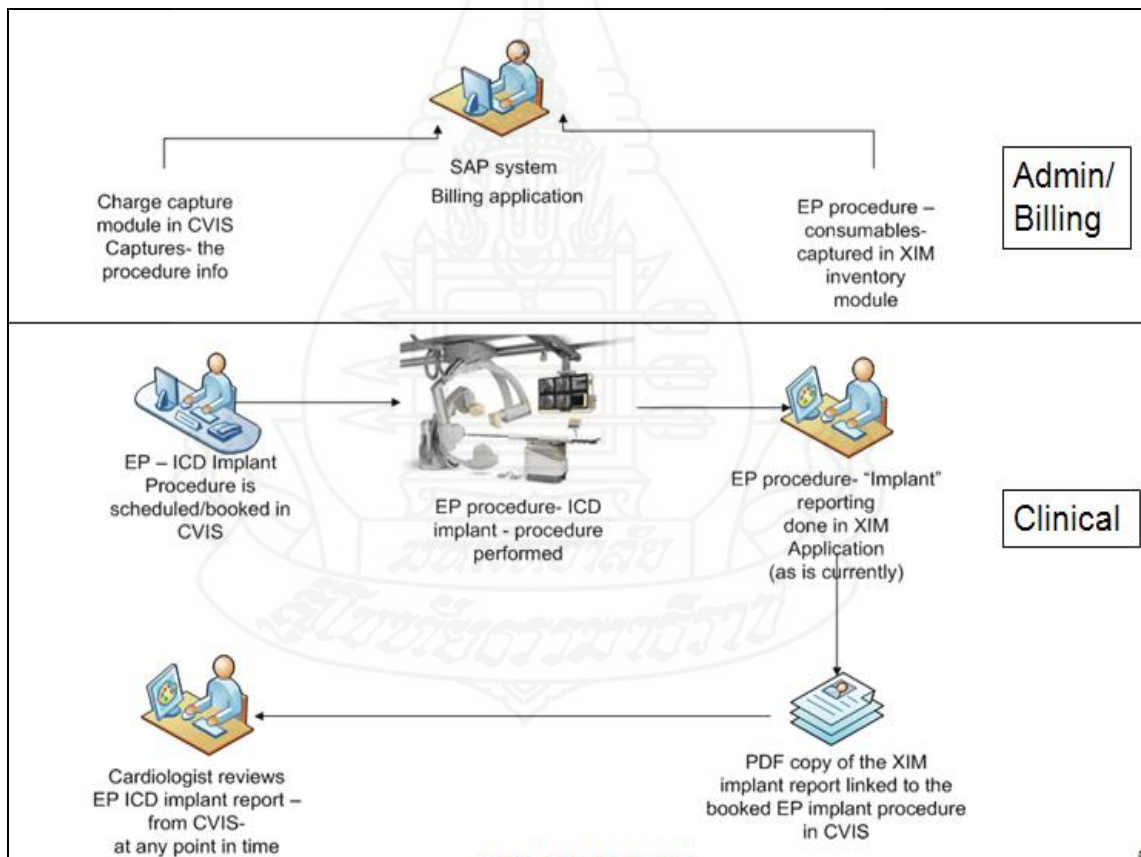 SAP system
Billing application
Charge capture
module in CVIS
Captures- the
procedure info
EP procedure –
consumables-
captured in XIM
inventory
module
Admin/
Billing
EP – ICD Implant
Procedure is
scheduled/booked in
CVIS
EP procedure- ICD
implant - procedure
performed
EP procedure- “Implant”
reporting
done in XIM
Application
(as is currently)
Clinical
Cardiologist reviews
EP ICD implant report –
from CVIS-
at any point in time
PDF copy of the XIM
implant report linked to the
booked EP implant procedure
in CVIS